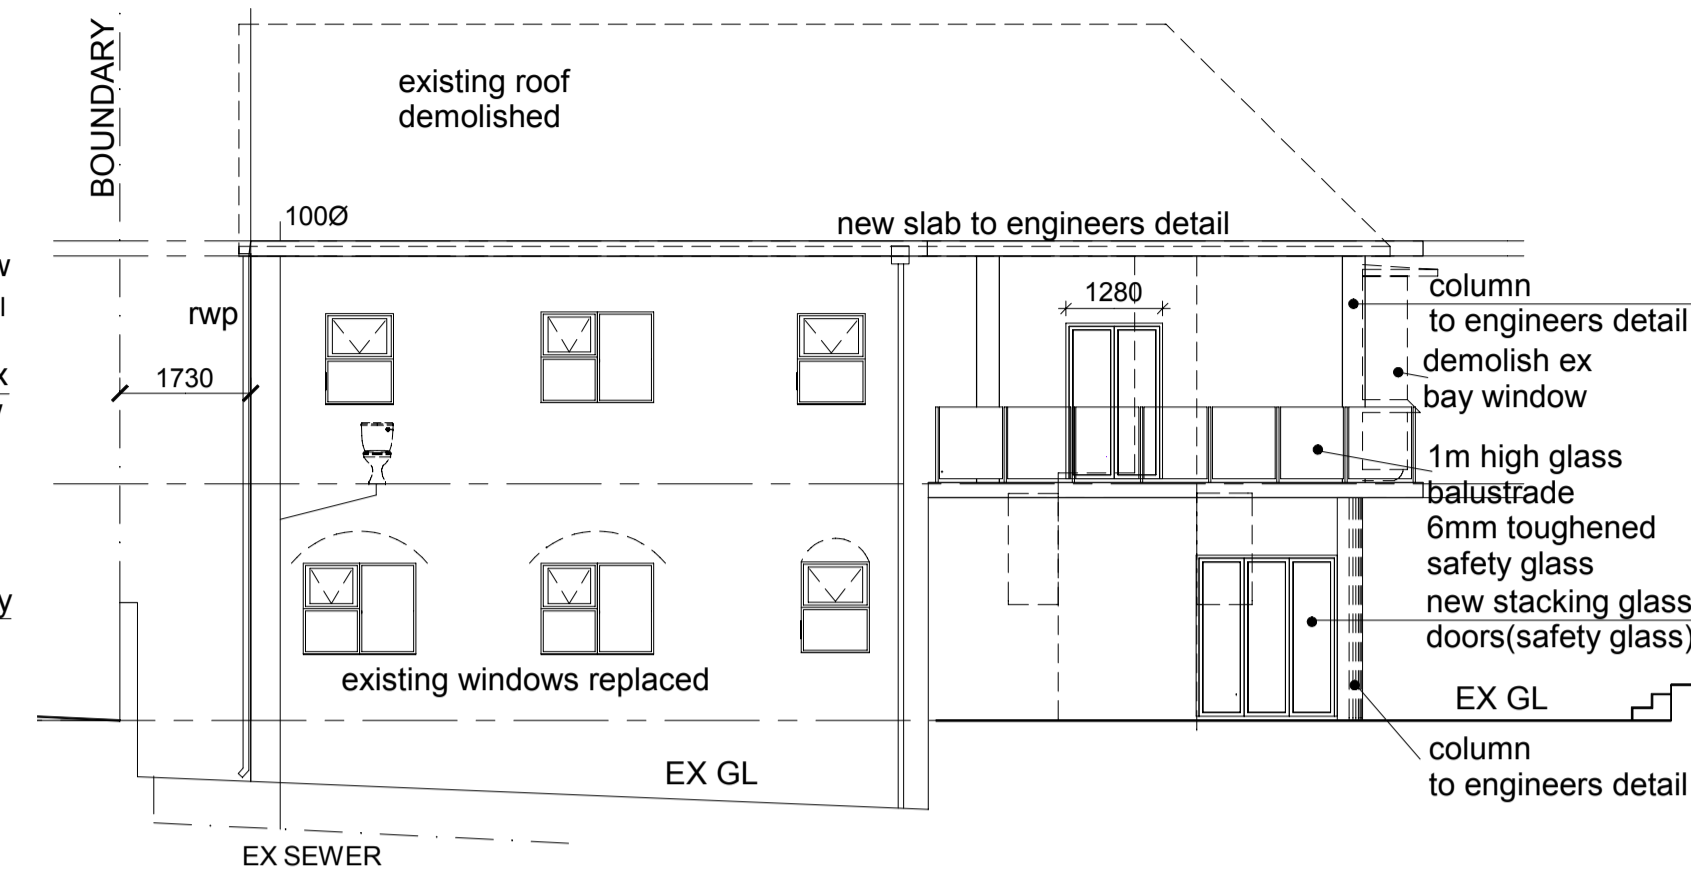 BOUNDARY
existing roof
demolished
100Ø
new slab to engineers detail
w
l
rwp
1280
column
to engineers detail
x
1730
demolish ex
bay window
y
1m high glass
balustrade
6mm toughened
safety glass
new stacking glass
doors(safety glass)
y
existing windows replaced
EX GL
column
to engineers detail
EX GL
EX SEWER